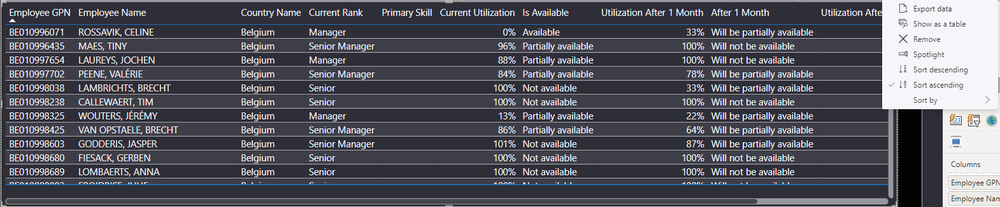 Employee GPN Employee Name Country Name Current Rank Primary Skill Current Utilization Is Available Utilization After 1 Month After 1 Month Utilization Afte
BE010996071 ROSSAVIK, CELINE Belgium Manager 0% Available 33% Will be partially available
BE010996435 MAES, TINY Belgium Senior Manager 96% Partially available 100% Will not be available
BE010997654 LAUREYS, JOCHEN Belgium Manager 88% Partially available 100% Will not be available
BE010997702 PEENE, VALÉRIE Belgium Senior Manager 84% Partially available 78% Will be partially available
BE010998038 LAMBRICHTS, BRECHT Belgium Senior 100% Not available 33% Will be partially available
BE010998238 CALLEWAERT, TIM Belgium Senior 100% Not available 100% Will not be available
BE010998325 WOUTERS, JÉRÉMY Belgium Manager 13% Partially available 22% Will be partially available
BE010998425 VAN OPSTAELE, BRECHT Belgium Senior Manager 86% Partially available 64% Will be partially available
BE010998603 GODDERIS, JASPER Belgium Senior Manager 101% Not available 87% Will be partially available
BE010998680 FIESACK, GERBEN Belgium Senior 100% Not available 100% Will not be available
BE010998689 LOMBAERTS, ANNA Belgium Senior 100% Not available 100% Will not be available
Export data
Show as a table
Remove
Spotlight
Sort descending
Sort ascending
Sort by
123
Columns
Employee GPN
Employee Nam